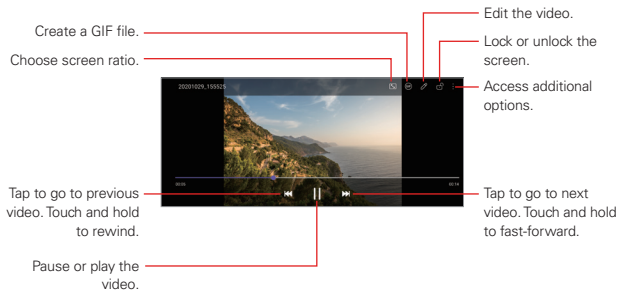 Edit the video.
Create a GIF file.
Lock or unlock the
screen.
Choose screen ratio.
Access additional
options.
20201029_155525
GIF
00:05
00:14
Tap to go to previous
video. Touch and hold
to rewind.
Tap to go to next
video. Touch and hold
to fast-forward.
Pause or play the
video.